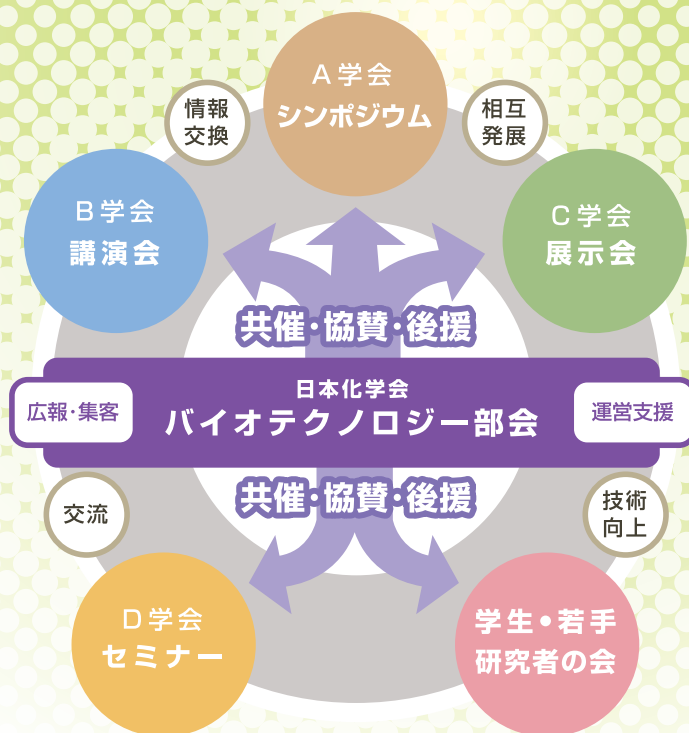 A学会
シンポジウム
情報
交換
相互
発展
B学会
講演会
C学会
展示会
共催・協賛・後援
日本化学会
バイオテクノロジー部会
広報・集客
運営支援
共催・協賛・後援
交流
技術
向上
D学会
セミナー
学生・若手
研究者の会